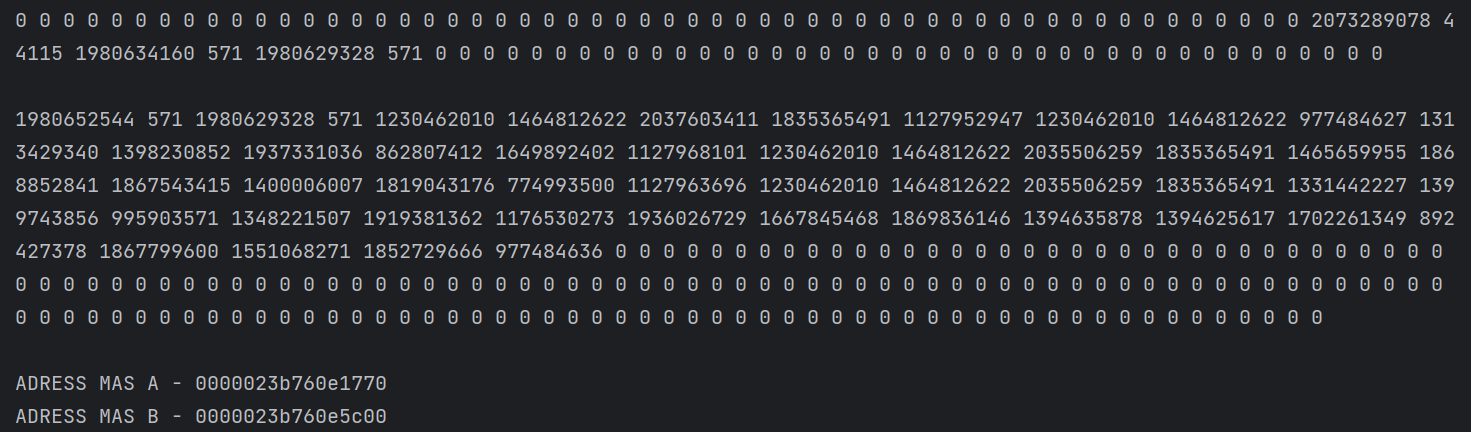 0 0 0 0 0 0 0 0 0 0 0 0 0 0 0 0 0 0 0 0 0 0 0 0 0 0 0 0 0 0 0 0 0 0 0 0 0 0 0 0 0 0 0 0 0 0 0 0 0 0 0 0 0 0 2073289078 4
4115 1980634160 571 1980629328 571 0 0 0 0 0 0 0 0 0 0 0 0 0 0 0 0 0 0 0 0 0 0 0 0 0 0 0 0 0 0 0 0 0 0 0 0 0 0 0 0
1980652544 571 1980629328 571 1230462010 1464812622 2037603411 1835365491 1127952947 1230462010 1464812622 977484627 131
3429340 1398230852 1937331036 862807412 1649892402 1127968101 1230462010 1464812622 2035506259 1835365491 1465659955 186
8852841 1867543415 1400006007 1819043176 774993500 1127963696 1230462010 1464812622 2035506259 1835365491 1331442227 139
9743856 995903571 1348221507 1919381362 1176530273 1936026729 1667845468 1869836146 1394635878 1394625617 1702261349 892
427378 1867799600 1551068271 1852729666 977484636 0 0 0 0 0 0 0 0 0 0 0 0 0 0 0 0 0 0 0 0 0 0 0 0 0 0 0 0 0 0 0 0 0 0 0
0 0 0 0 0 0 0 0 0 0 0 0 0 0 0 0 0 0 0 0 0 0 0 0 0 0 0 0 0 0 0 0 0 0 0 0 0 0 0 0 0 0 0 0 0 0 0 0 0 0 0 0 0 0 0 0 0 0 0 0
0 0 0 0 0 0 0 0 0 0 0 0 0 0 0 0 0 0 0 0 0 0 0 0 0 0 0 0 0 0 0 0 0 0 0 0 0 0 0 0 0 0 0 0 0 0 0 0 0 0 0 0 0 0 0
ADRESS MAS A - 0000023b760e1770
ADRESS MAS B - 0000023b760e5c00